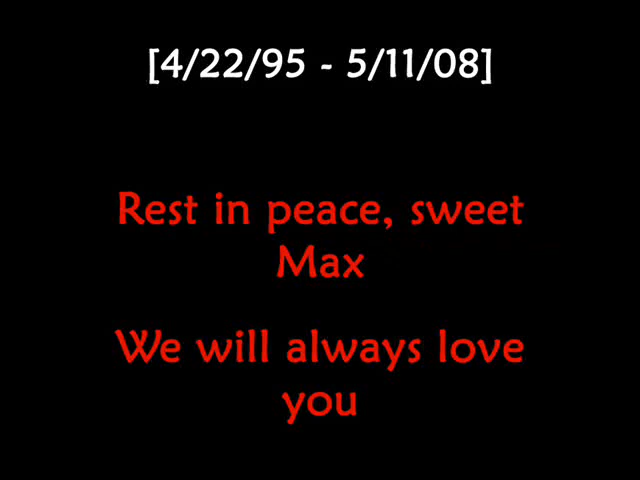 [4/22/95 - 5/11/08]
Rest in peace, sweet
Max
We will always love
you